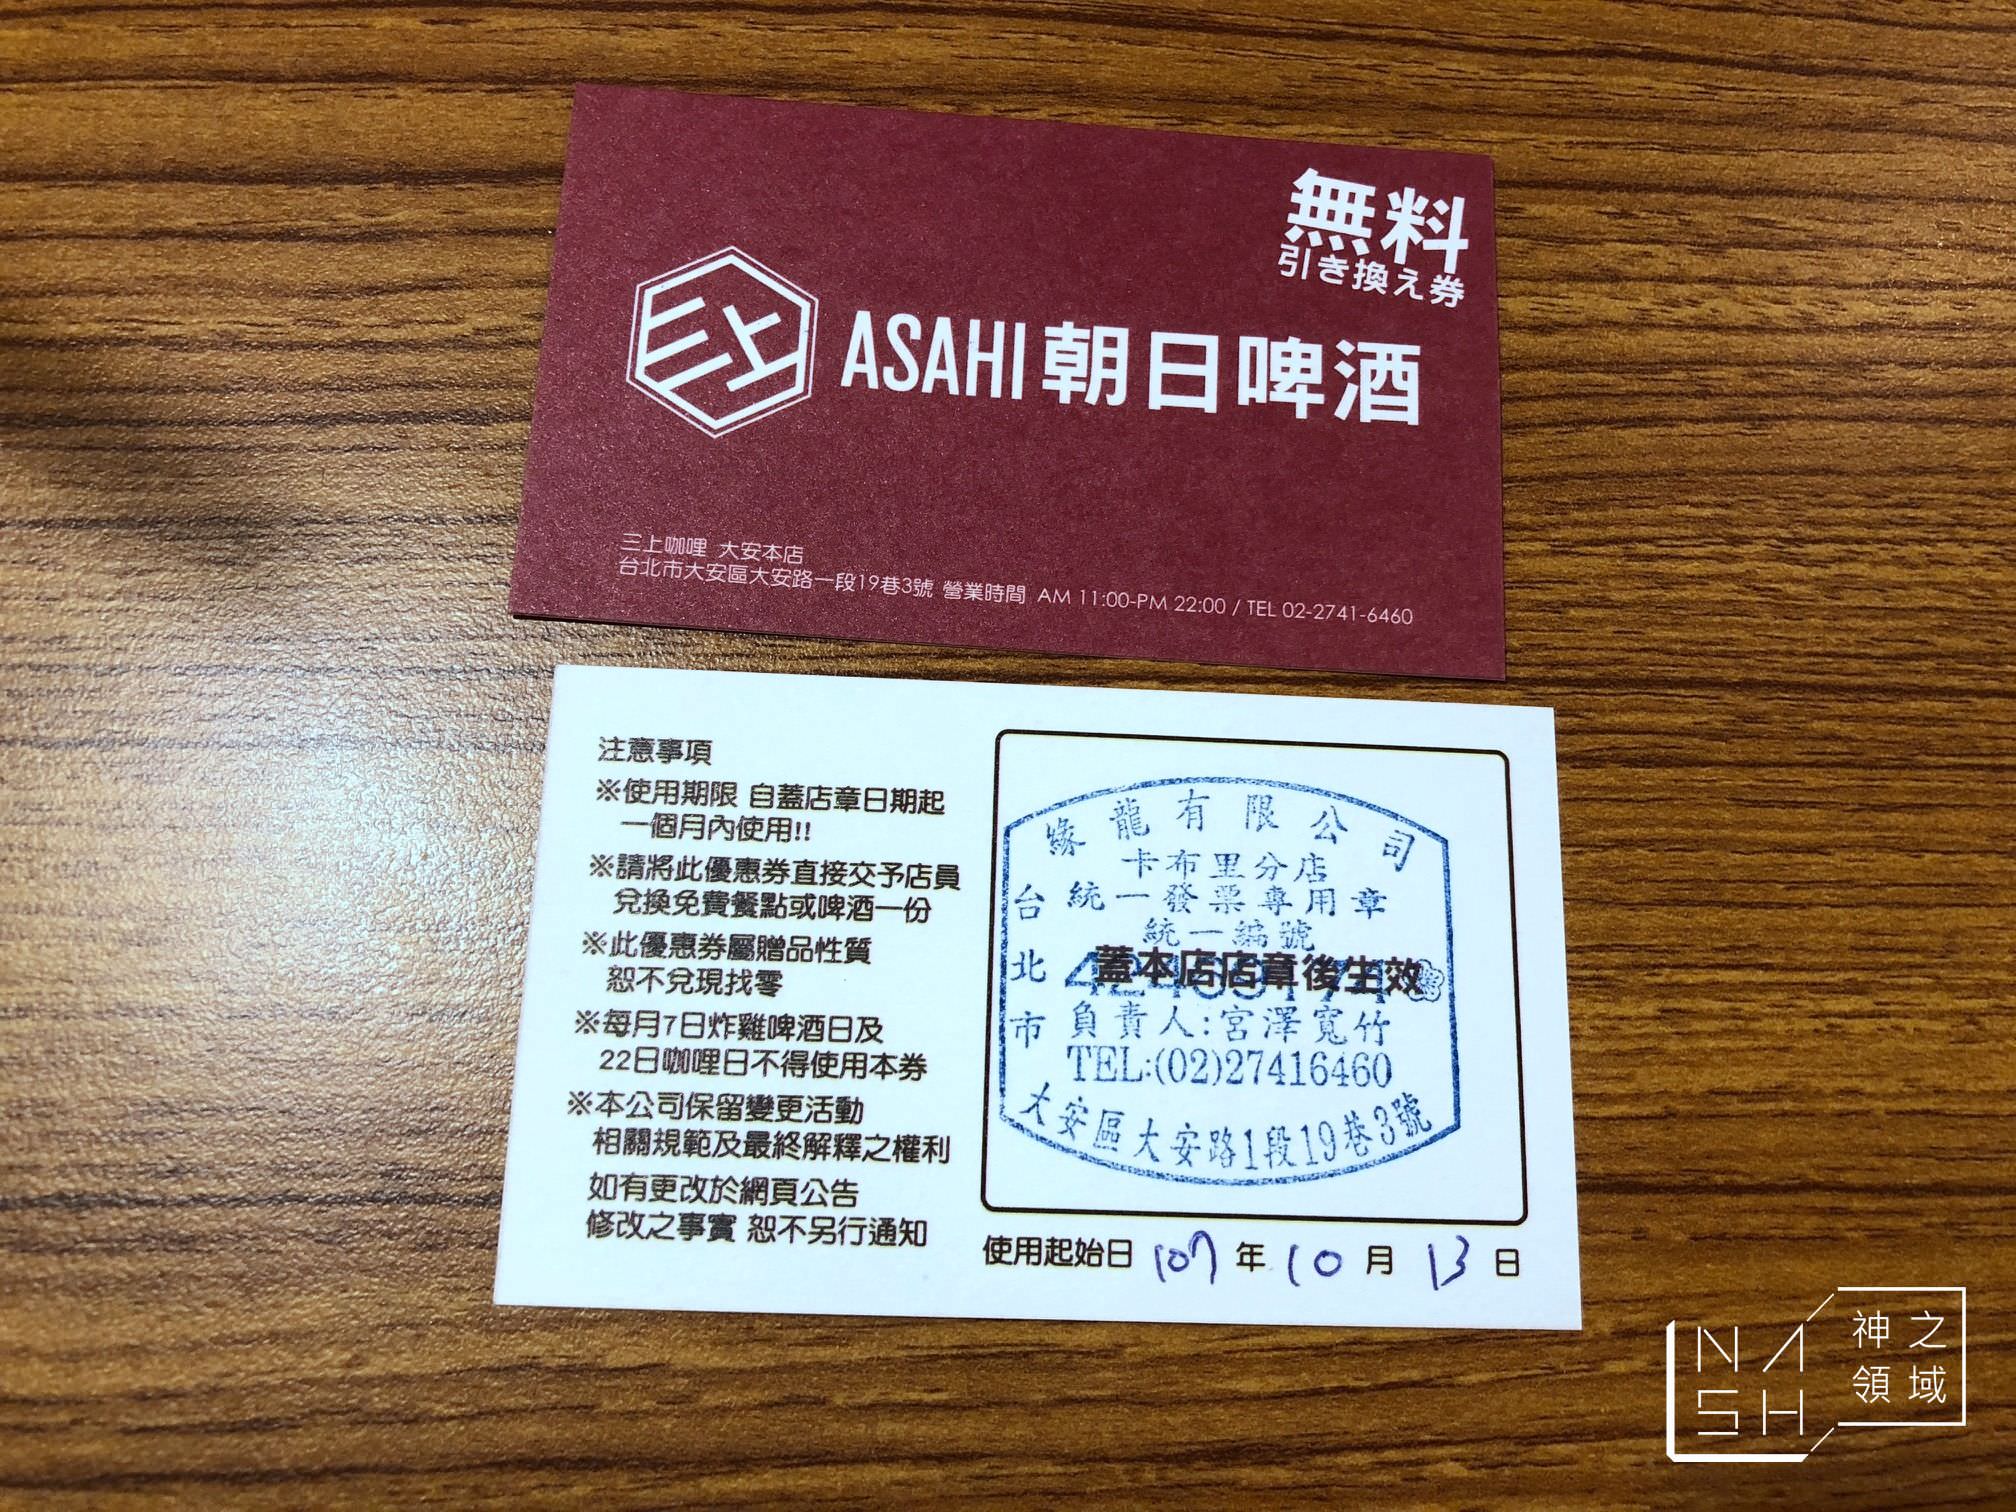 無料
引き換え券
三上
ASAHI 朝日啤酒
三上咖哩 大安本店
台北市大安區大安路一段19巷3號 營業時間 AM 11:00-PM 22:00 / TEL 02-2741-6460
注意事項
※使用期限 自蓋店章日期起
一個月內使用!!
※請將此優惠券直接交予店員
兌換免費餐點或啤酒一份
※此優惠券屬贈品性質
恕不兌現找零
※每月7日炸雞啤酒日及
22日咖哩日不得使用本券
※本公司保留變更活動
相關規範及最終解釋之權利
如有更改於網頁公告
修改之事實 恕不另行通知
緣龍有限公司
卡布里分店
統一發票專用章
統一編號
蓋本店店章後生效
負責人:宮澤寬竹
TEL:(02)27416460
台北市
大安區大安路1段19巷3號
使用起始日 107 年 10 月 13 日
NASH
神之
領域